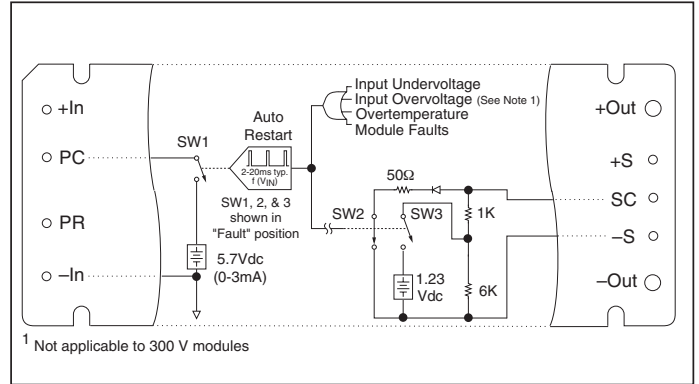 +In
PC
PR
–In
SW1
Auto
Restart
2-20ms typ.
f (VIN)
SW1, 2, & 3
shown in
"Fault" position
5.7Vdc
(0-3mA)
Input Undervoltage
Input Overvoltage (See Note 1)
Overtemperature
Module Faults
50Ω
SW2
SW3
1K
1.23
Vdc
6K
+Out
+S
SC
–S
–Out
1 Not applicable to 300 V modules